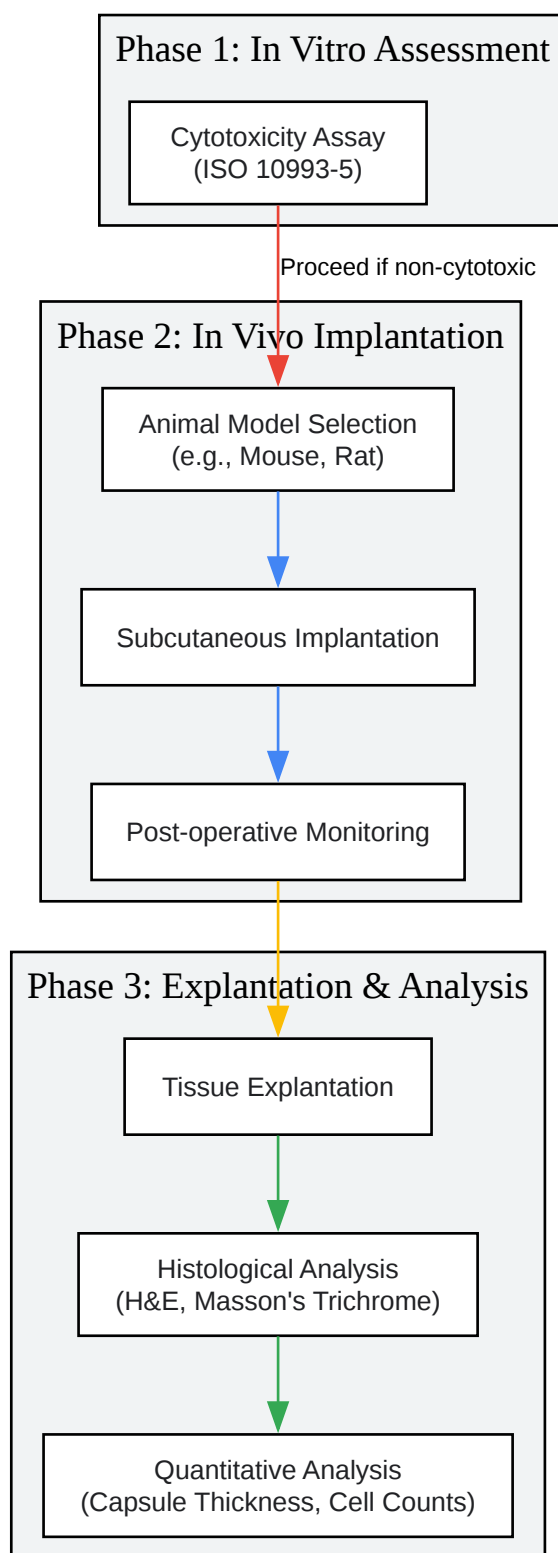 Phase 1: In Vitro Assessment
Cytotoxicity Assay
(ISO 10993-5)
Proceed if non-cytotoxic
Phase 2: In Vivo Implantation
Animal Model Selection
(e.g., Mouse, Rat)
Subcutaneous Implantation
Post-operative Monitoring
Phase 3: Explantation & Analysis
Tissue Explantation
Histological Analysis
(H&E, Masson's Trichrome)
Quantitative Analysis
(Capsule Thickness, Cell Counts)